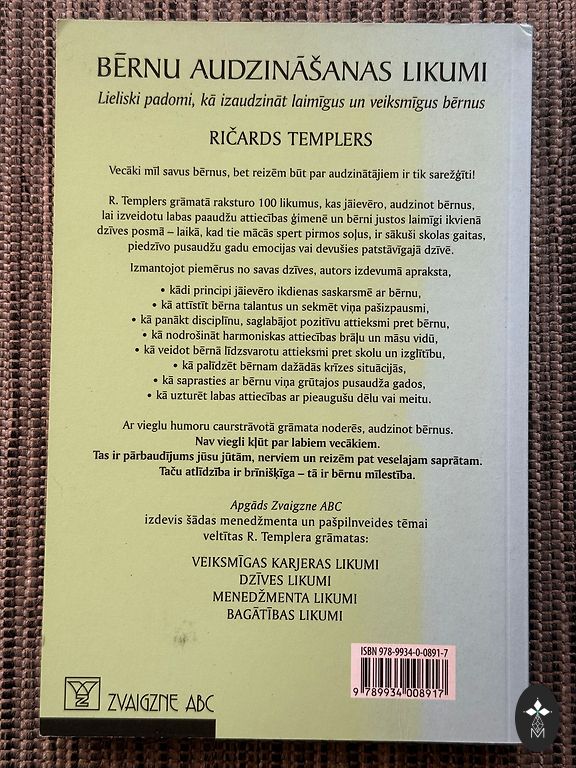 BĒRNU AUDZINĀŠANAS LIKUMI
Lieliski padomi, kā izaudzināt laimīgus un veiksmīgus bērnus
RIČARDS TEMPLERS
Vecāki mīl savus bērnus, bet reizēm būt par audzinātājiem ir tik sarežģīti!
R. Templers grāmatā raksturo 100 likumus, kas jāievēro, audzinot bērnus,
lai izveidotu labas paaudžu attiecības ģimenē un bērni justos laimīgi ikvienā
dzīves posmā – laikā, kad tie mācās spert pirmos soļus, ir sākuši skolas gaitas,
piedzīvo pusaudžu gadu emocijas vai devušies patstāvīgajā dzīvē.
Izmantojot piemērus no savas dzīves, autors izdevumā apraksta,
• kādi principi jāievēro ikdienas saskarsmē ar bērnu,
• kā attīstīt bērna talantus un sekmēt viņa pašizpausmi,
• kā panākt disciplīnu, saglabājot pozitīvu attieksmi pret bērnu,
• kā nodrošināt harmoniskas attiecības brāļu un māsu vidū,
• kā veidot bērnā līdzsvarotu attieksmi pret skolu un izglītību,
• kā palīdzēt bērnam dažādās krīzes situācijās,
• kā saprasties ar bērnu viņa grūtajos pusaudža gados,
• kā uzturēt labas attiecības ar pieaugušu dēlu vai meitu.
Ar vieglu humoru caurstrāvotā grāmata noderēs, audzinot bērnus.
Nav viegli kļūt par labiem vecākiem.
Tas ir pārbaudījums jūsu jūtām, nerviem un reizēm pat veselajam saprātam.
Taču atlīdzība ir brīnišķīga – tā ir bērnu mīlestība.
Apgāds Zvaigzne ABC
izdevis šādas menedžmenta un pašpilnveides tēmai
veltītas R. Templera grāmatas:
VEIKSMĪGAS KARJERAS LIKUMI
DZĪVES LIKUMI
MENEDŽMENTA LIKUMI
BAGĀTĪBAS LIKUMI
ISBN 978-9934-0-0891-7
9 789934 008917
ZVAIGZNE ABC